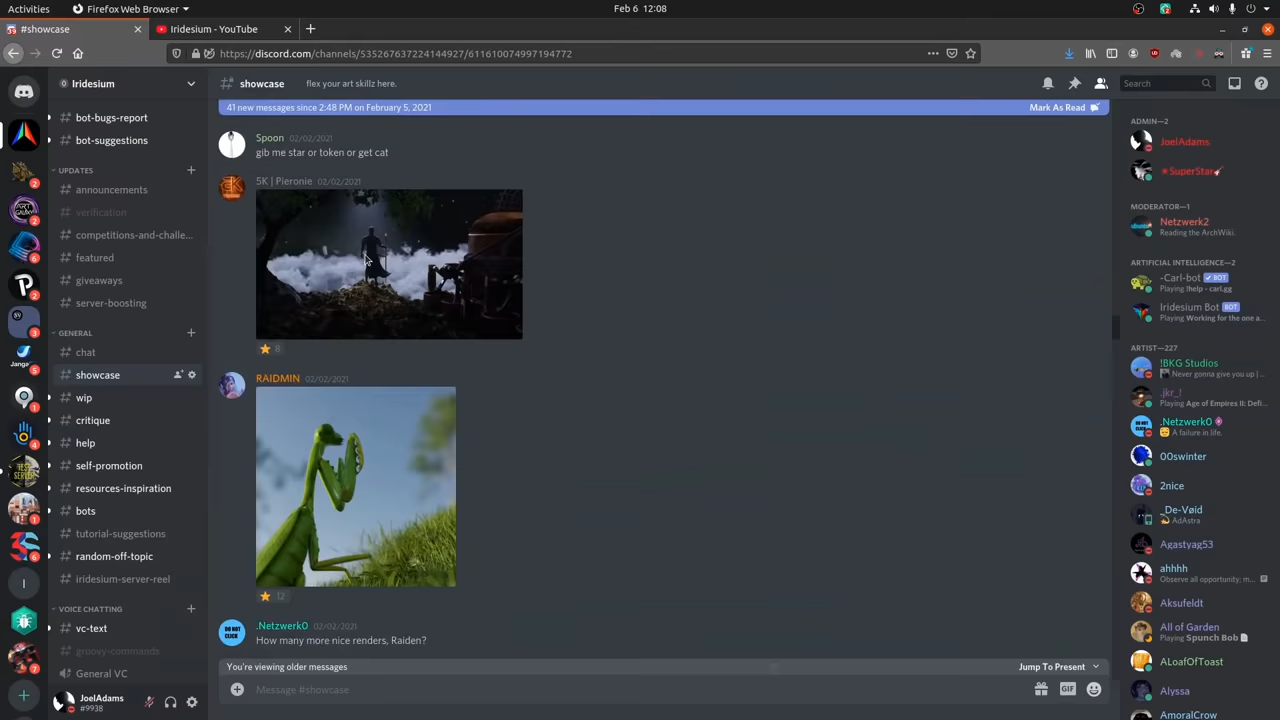 Activities
Firefox Web Browser
Feb 6 12:08
#showcase
Iridesium - YouTube
https://discord.com/channels/535267637224144927/611610074997194772
Iridesium
showcase
flex your art skillz here.
Search
41 new messages since 2:48 PM on February 5, 2021
Mark As Read
bot-bugs-report
bot-suggestions
UPDATES
announcements
verification
competitions-and-challe...
featured
giveaways
server-boosting
GENERAL
chat
showcase
wip
critique
help
self-promotion
resources-inspiration
bots
tutorial-suggestions
random-off-topic
iridesium-server-reel
VOICE CHATTING
vc-text
groovy-commands
General VC
JoelAdams
#9938
Spoon 02/02/2021
gib me star or token or get cat
5K | Pieronie 02/02/2021
8
RAIDMIN 02/02/2021
12
.Netzwerk0 02/02/2021
How many more nice renders, Raiden?
You're viewing older messages
Jump To Present
Message #showcase
GIF
ADMIN—2
JoelAdams
SuperStar
MODERATOR—1
Netzwerk2
Reading the ArchWiki.
ARTIFICIAL INTELLIGENCE—2
-Carl-bot BOT
Playing !help - carl.gg
Iridesium Bot BOT
Playing Working for the one a...
ARTIST—227
!BKG Studios
Never gonna give you up | ..
.jkr_!
Playing Age of Empires II: Defi...
.Netzwerk0
A failure in life.
00swinter
2nice
_De-Vøid
AdAstra
Agastyag53
ahhhh
Observe all opportunity; m...
Aksufeldt
All of Garden
Playing Spunch Bob
ALoafOfToast
Alyssa
AmoralCrow